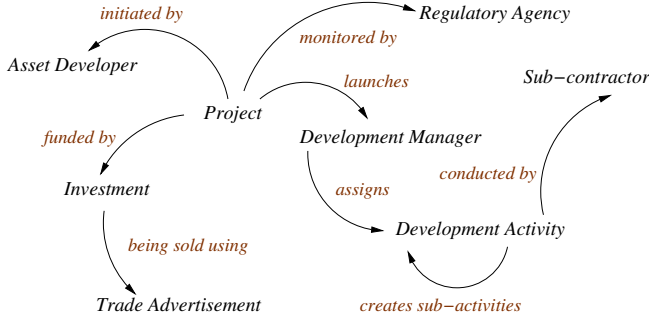 initiated by
Regulatory Agency
monitored by
Asset Developer
launches
Sub−contractor
Project
funded by
Development Manager
conducted by
Investment
assigns
Development Activity
being sold using
Trade Advertisement
creates sub−activities